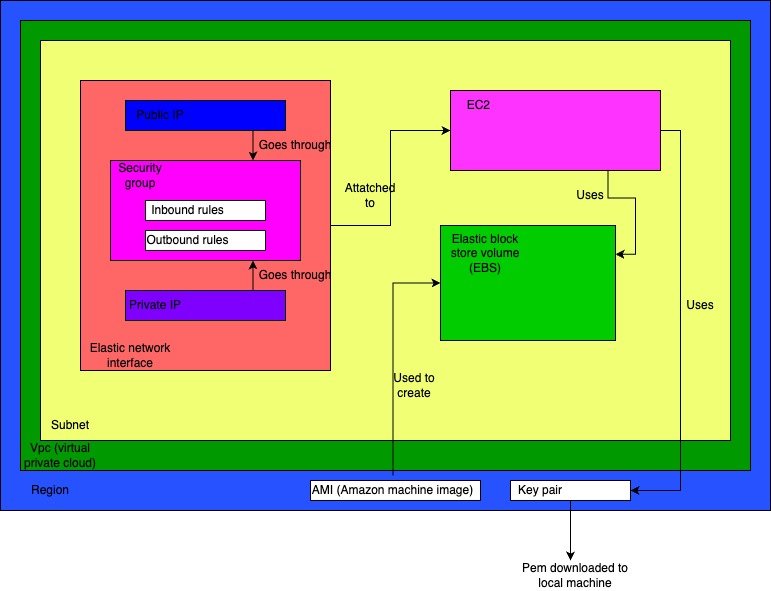 Public IP
Goes through
Security
group
Inbound rules
Outbound rules
Goes through
Private IP
Elastic network
interface
Attatched
to
EC2
Uses
Elastic block
store volume
(EBS)
Uses
Used to
create
Subnet
Vpc (virtual
private cloud)
Region
AMI (Amazon machine image)
Key pair
Pem downloaded to
local machine